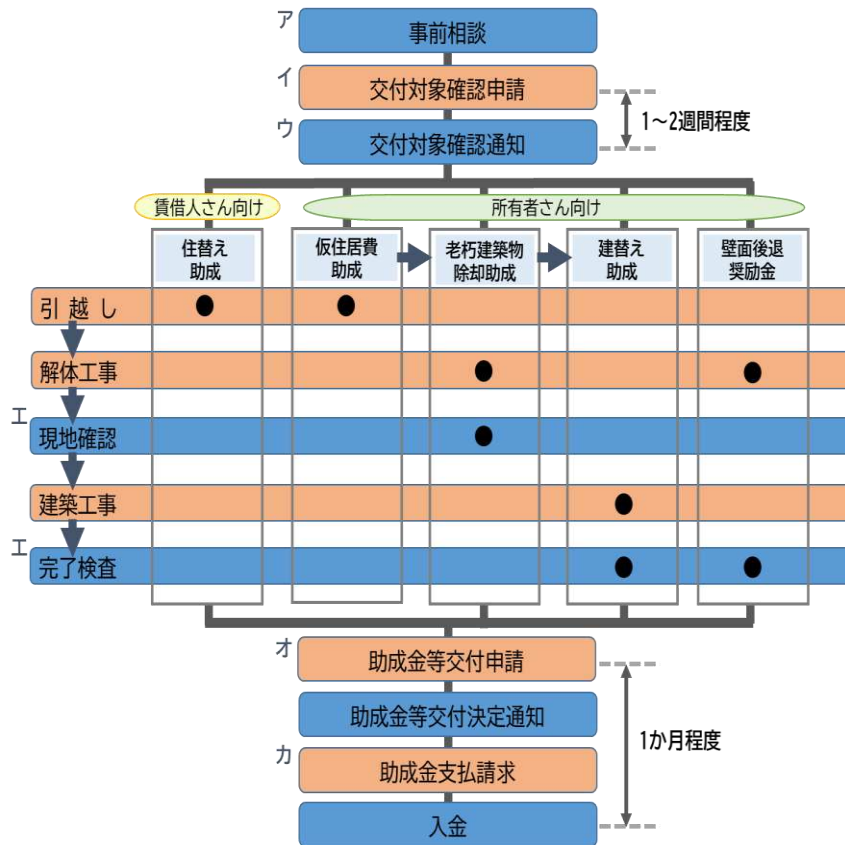 ア
事前相談
イ
交付対象確認申請
1～2週間程度
ウ
交付対象確認通知
賃借人さん向け
所有者さん向け
住替え
助成
仮住居費
助成
老朽建築物
除却助成
建替え
助成
壁面後退
奨励金
引越し
解体工事
エ
現地確認
建築工事
エ
完了検査
オ
助成金等交付申請
助成金等交付決定通知
1か月程度
カ
助成金支払請求
入金